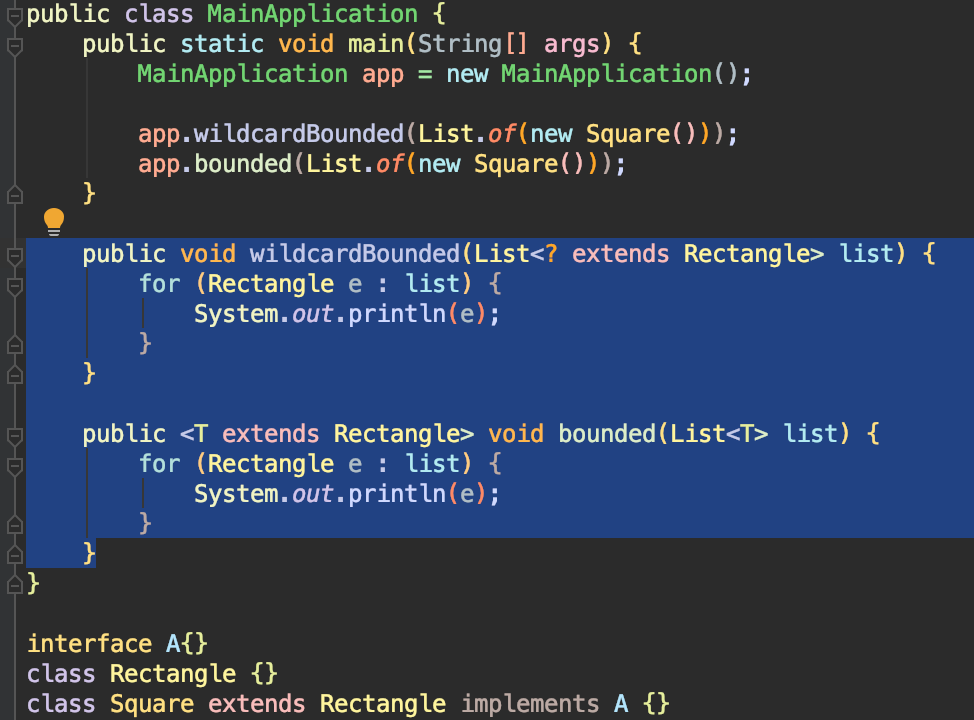 public class MainApplication {
    public static void main(String[] args) {
        MainApplication app = new MainApplication();

        app.wildcardBounded(List.of(new Square()));
        app.bounded(List.of(new Square()));
    }

    public void wildcardBounded(List<? extends Rectangle> list) {
        for (Rectangle e : list) {
            System.out.println(e);
        }
    }

    public <T extends Rectangle> void bounded(List<T> list) {
        for (Rectangle e : list) {
            System.out.println(e);
        }
    }
}

interface A{}
class Rectangle {}
class Square extends Rectangle implements A {}